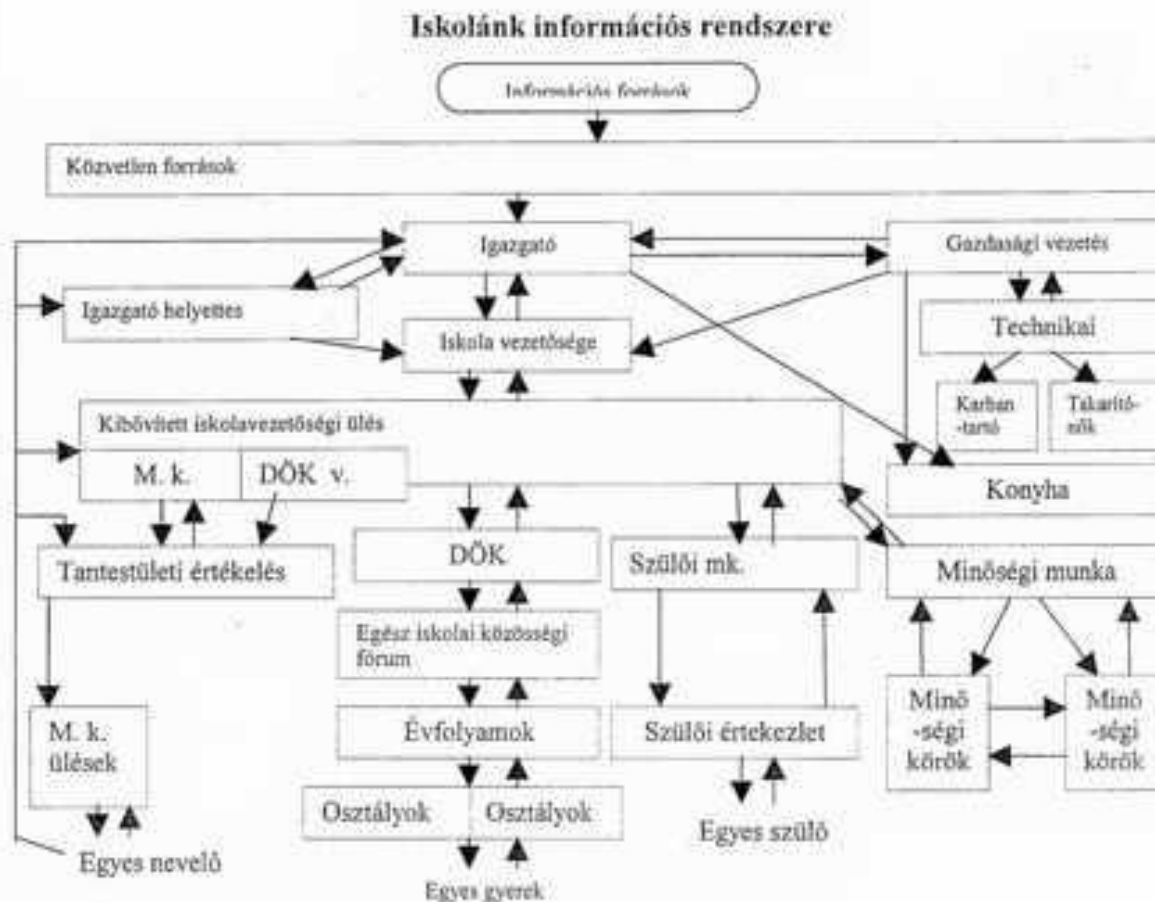 Iskolánk információs rendszere
Információs források
Közvetlen források
Igazgató
Gazdasági vezetés
Igazgató helyettes
Iskola vezetősége
Technikai
Karban
-tartó
Takarító-
nők
Kibővített iskolavezetőségi ülés
M. k.
DÖK v.
Konyha
Tantestületi értékelés
DÖK
Szülői mk.
Minőségi munka
Egész iskolai közösségi
fórum
M. k.
ülések
Évfolyamok
Szülői értekezlet
Minő
-ségi
körök
Minő
-ségi
körök
Osztályok
Osztályok
Egyes szülő
Egyes nevelő
Egyes gyerek